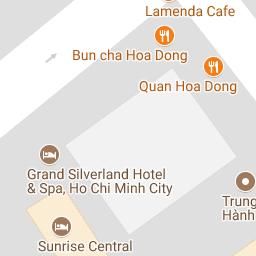 Lamenda Cafe
Bun cha Hoa Dong
Quan Hoa Dong
Grand Silverland Hotel
& Spa, Ho Chi Minh City
Trung
Hành
Sunrise Central